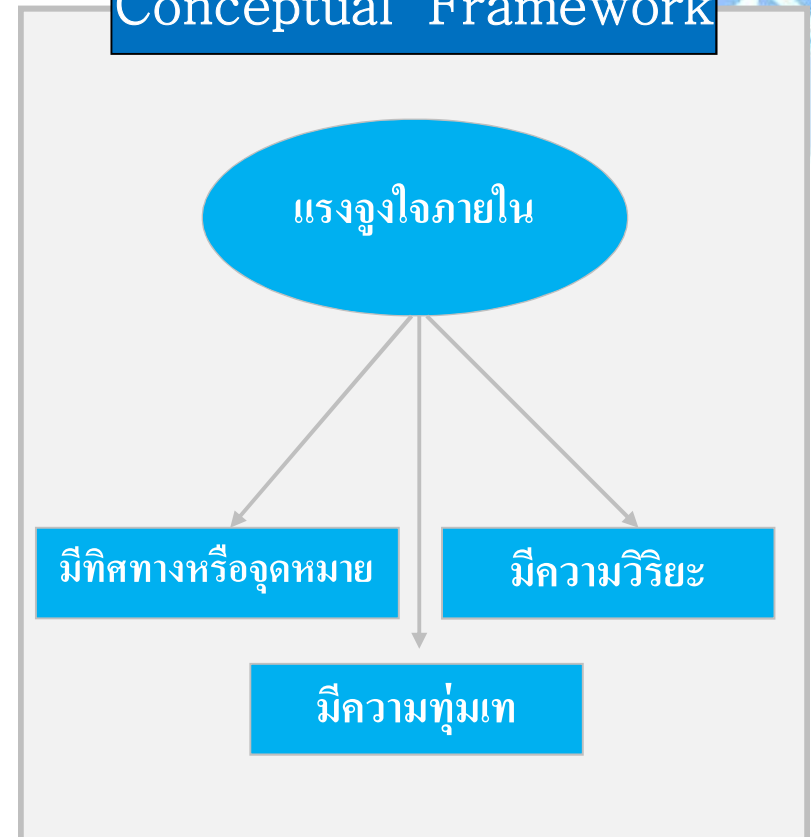 Conceptual Framework
แรงจูงใจภายใน
มีทิศทางหรือจุดหมาย
มีความวิริยะ
มีความทุ่มเท